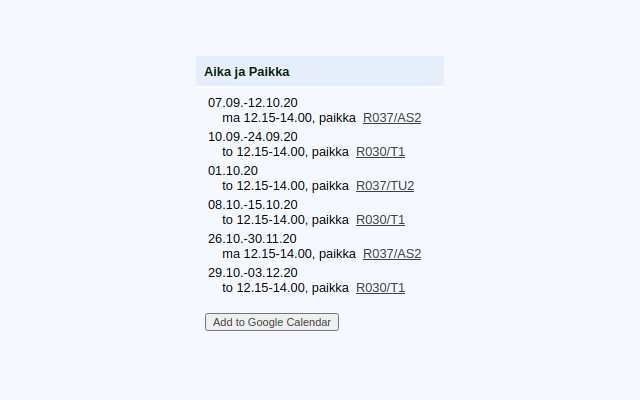 Aika ja Paikka
07.09.-12.10.20
ma 12.15-14.00, paikka R037/AS2
10.09.-24.09.20
to 12.15-14.00, paikka R030/T1
01.10.20
to 12.15-14.00, paikka R037/TU2
08.10.-15.10.20
to 12.15-14.00, paikka R030/T1
26.10.-30.11.20
ma 12.15-14.00, paikka R037/AS2
29.10.-03.12.20
to 12.15-14.00, paikka R030/T1
Add to Google Calendar